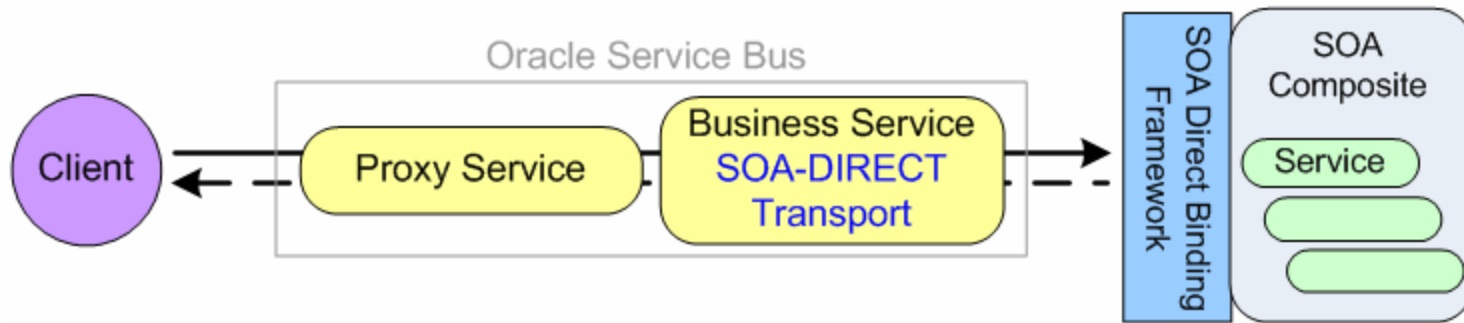 Oracle Service Bus
Client
Proxy Service
Business Service
SOA-DIRECT
Transport
SOA Direct Binding
Framework
SOA
Composite
Service